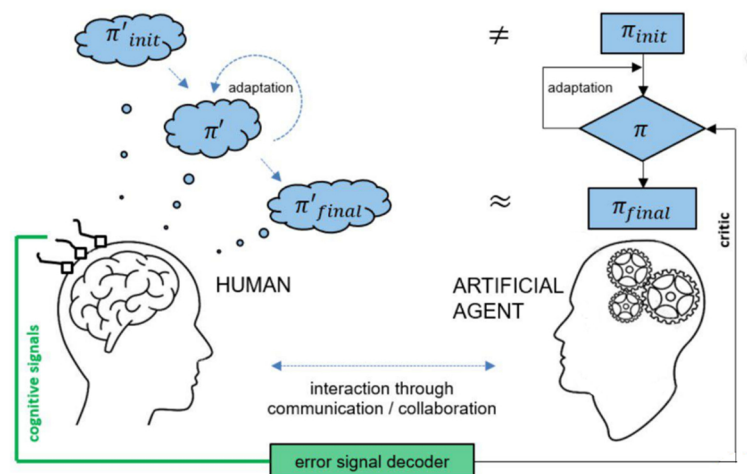 π′init
≠
πinit
adaptation
adaptation
π′
π
π′final
≈
πfinal
critic
HUMAN
ARTIFICIAL
AGENT
cognitive signals
interaction through
communication / collaboration
error signal decoder